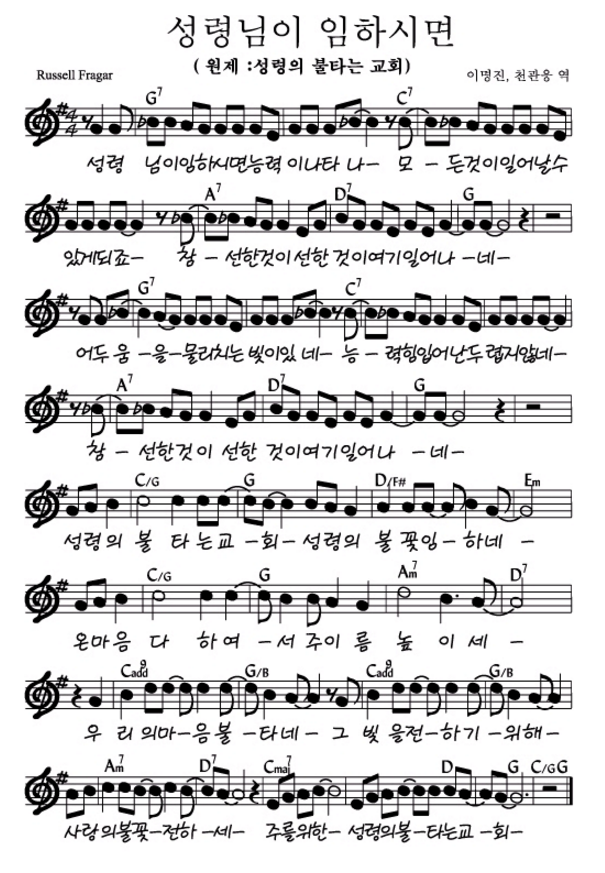 성령님이 임하시면
( 원제 :성령의 불타는 교회)
Russell Fragar
이명진, 천관웅 역
G7 C7
성령 님이임하시면능력 이나타 나- 모 - 든것이일어날수
A7 D7 G
있게되죠- 참 - 선한것이선한 것이여기일어나 -네-
G7 C7
어두 움 -을-물리치는 빛이있 네- 능 - 력힘입어난두 렵지않네-
A7 D7 G
참 - 선한것이 선한 것이여기일어나 -네-
C/G G D/F# Em
성령의 불 타 는교 -회- 성령의 불 꽃임-하네 -
C/G G Am7 D7
온마음 다 하여 -서 주이 름 높 이 세 -
Cadd9 G/B Cadd9 G/B
우 리 의마-음불 -타네- 그 빛 을전-하기 -위해-
Am7 Cmaj7 D G C/G G
사랑의불꽃-전하 -세- 주를위한- 성령의불-타는교 -회-